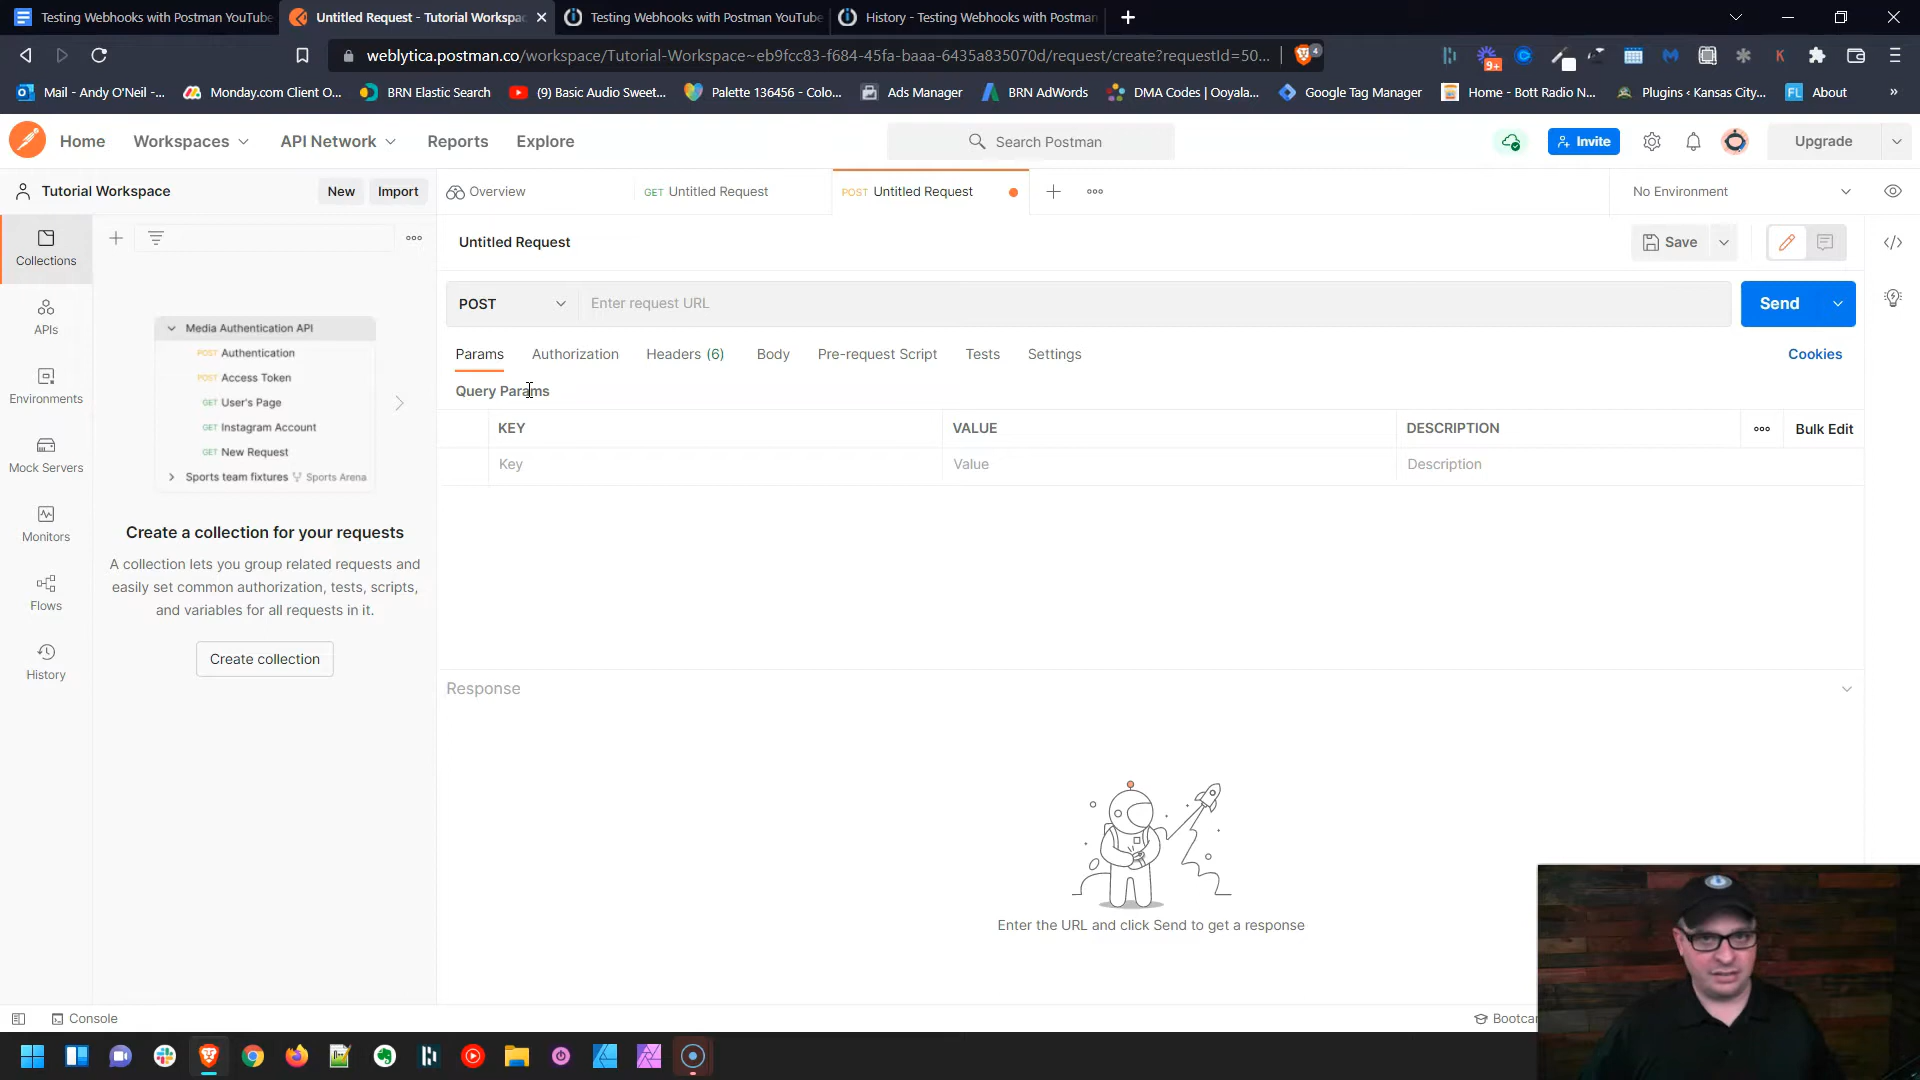 Testing Webhooks with Postman YouTube
Untitled Request - Tutorial Workspac
Testing Webhooks with Postman YouTube
History - Testing Webhooks with Postman
weblytica.postman.co/workspace/Tutorial-Workspace~eb9fcc83-f684-45fa-baaa-6435a835070d/request/create?requestId=50...
4
9+
K
Mail - Andy O'Neil -...
Monday.com Client O...
BRN Elastic Search
(9) Basic Audio Sweet...
Palette 136456 - Colo...
Ads Manager
BRN AdWords
DMA Codes | Ooyala...
Google Tag Manager
Home - Bott Radio N...
Plugins ‹ Kansas City...
FL About
»
Home
Workspaces
API Network
Reports
Explore
Search Postman
Invite
Upgrade
Tutorial Workspace
New
Import
Overview
GET Untitled Request
POST Untitled Request
No Environment
Collections
APIs
Environments
Mock Servers
Monitors
Flows
History
Media Authentication API
POST Authentication
POST Access Token
GET User's Page
GET Instagram Account
GET New Request
Sports team fixtures Sports Arena
Create a collection for your requests
A collection lets you group related requests and
easily set common authorization, tests, scripts,
and variables for all requests in it.
Create collection
Untitled Request
Save
POST
Enter request URL
Send
Params
Authorization
Headers (6)
Body
Pre-request Script
Tests
Settings
Cookies
Query Params
KEY
VALUE
DESCRIPTION
Bulk Edit
Key
Value
Description
Response
Enter the URL and click Send to get a response
Console
Bootcam